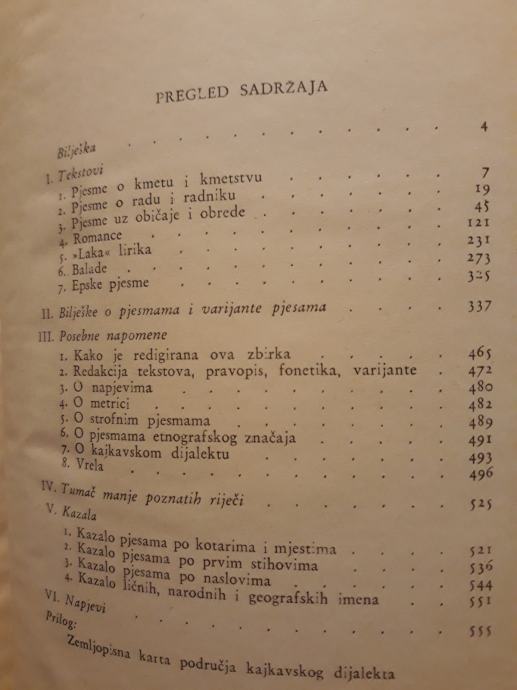 PREGLED SADRŽAJA
Bilješka . . . . . . . . . . . 4
I. Tekstovi
1. Pjesme o kmetu i kmetstvu . . . . . 7
2. Pjesme o radu i radniku . . . . . . 19
3. Pjesme uz običaje i obrede . . . . . 45
4. Romance . . . . . . . . . . 121
5. »Laka« lirika . . . . . . . . . 231
6. Balade . . . . . . . . . . 273
7. Epske pjesme . . . . . . . . . 325
II. Bilješke o pjesmama i varijante pjesama . . . . 337
III. Posebne napomene
1. Kako je redigirana ova zbirka . . . . . 465
2. Redakcija tekstova, pravopis, fonetika, varijante . 472
3. O napjevima . . . . . . . . . 480
4. O metrici . . . . . . . . . . 482
5. O strofnim pjesmama . . . . . . . 489
6. O pjesmama etnografskog značaja . . . . 491
7. O kajkavskom dijalektu . . . . . . 493
8. Vrela . . . . . . . . . . . 496
IV. Tumač manje poznatih riječi . . . . . . 525
V. Kazala
1. Kazalo pjesama po kotarima i mjestima . . . 521
2. Kazalo pjesama po prvim stihovima . . . . 536
3. Kazalo pjesama po naslovima . . . . . 544
4. Kazalo ličnih, narodnih i geografskih imena . . 551
VI. Napjevi . . . . . . . . . . . 555
Prilog:
Zemljopisna karta područja kajkavskog dijalekta